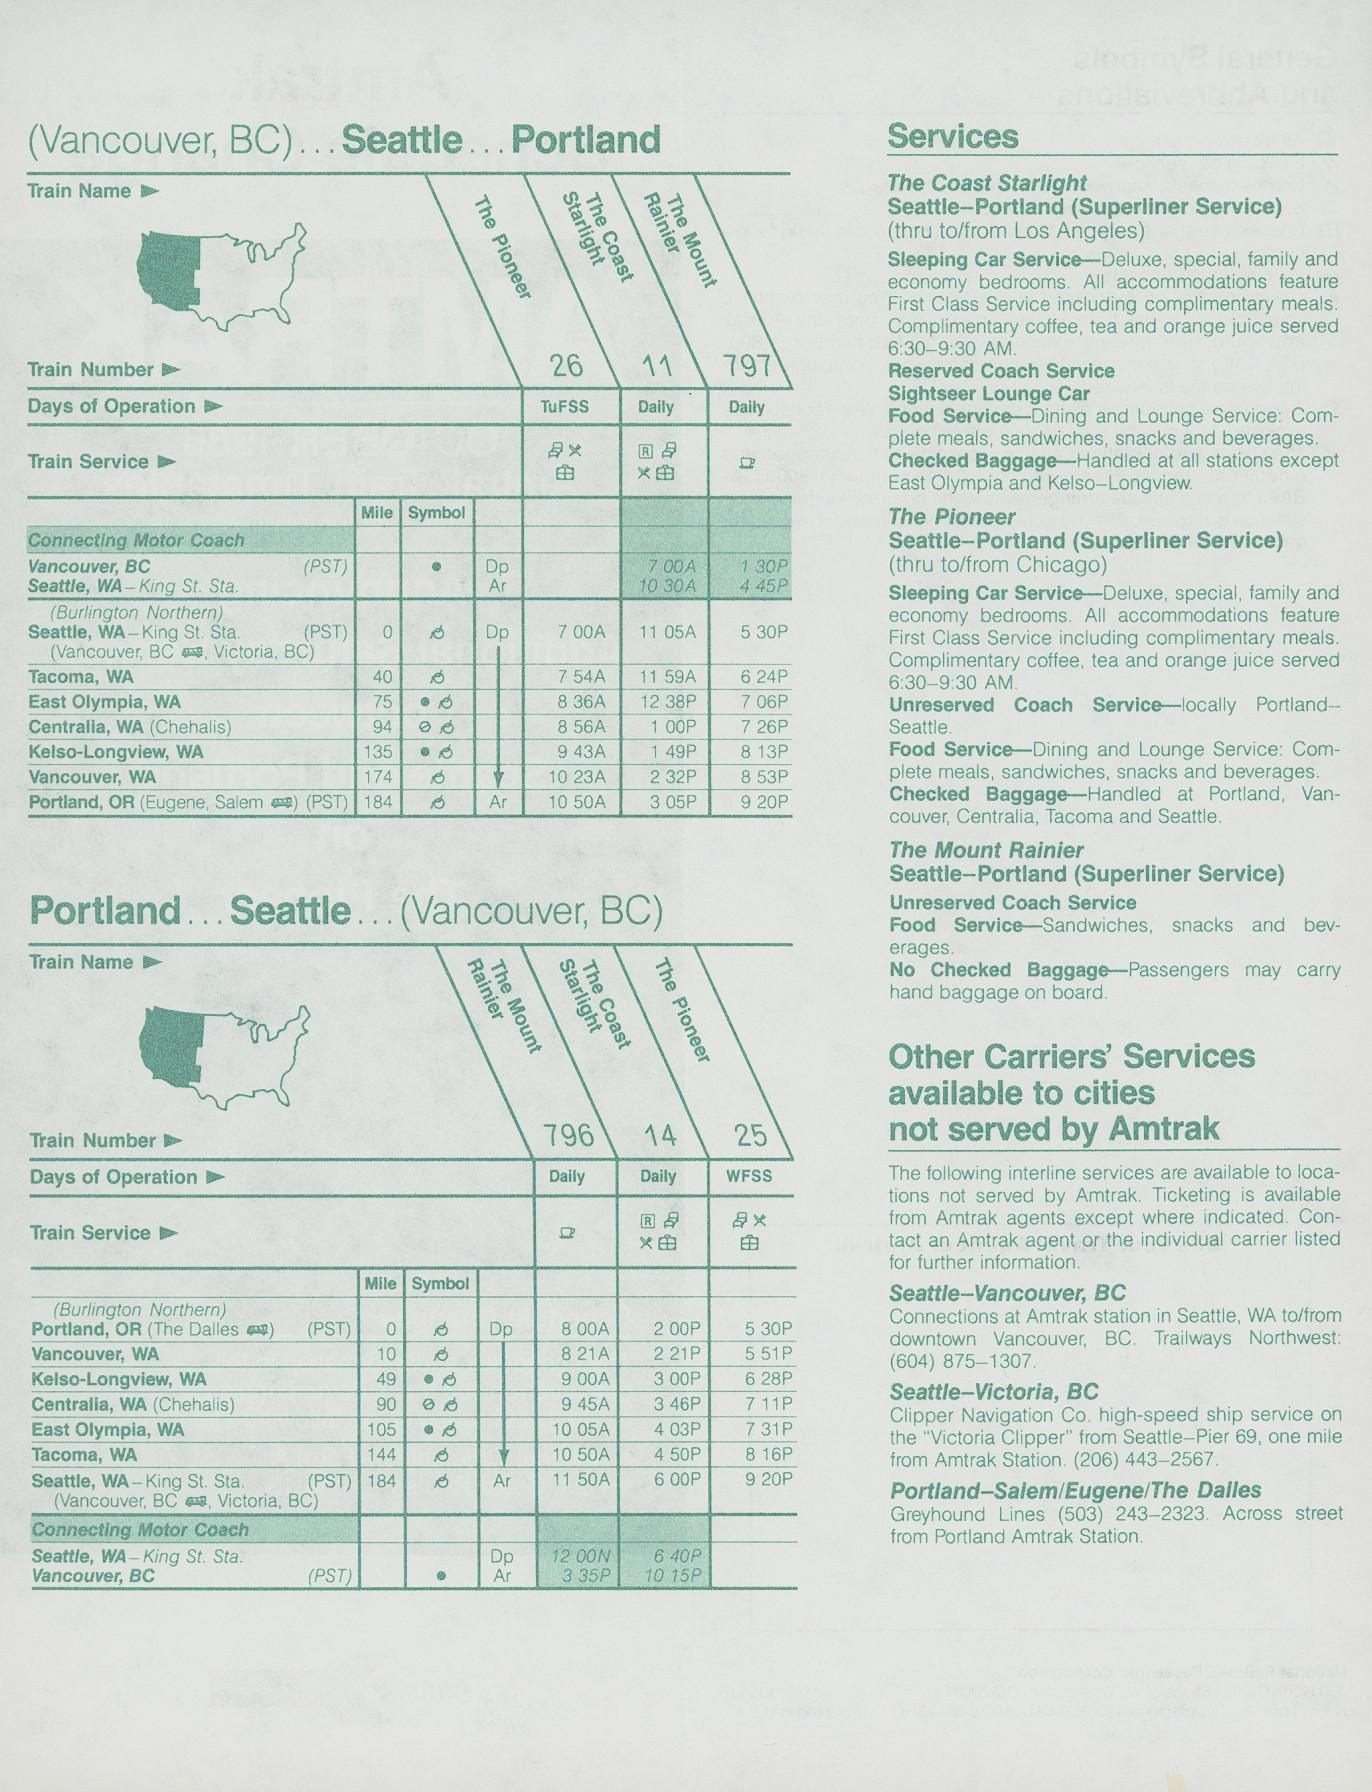 (Vancouver, BC)...Seattle...Portland
Train Name ►
The Pioneer
The Coast Starlight
The Mount Rainier
Train Number ► 26 11 797
Days of Operation ► TuFSS Daily Daily
Train Service ► R
Mile Symbol
Connecting Motor Coach
Vancouver, BC (PST) ● Dp 7 00A 1 30P
Seattle, WA–King St. Sta. Ar 10 30A 4 45P
(Burlington Northern)
Seattle, WA–King St. Sta. (PST) 0 Dp 7 00A 11 05A 5 30P
(Vancouver, BC, Victoria, BC)
Tacoma, WA 40 7 54A 11 59A 6 24P
East Olympia, WA 75 ● 8 36A 12 38P 7 06P
Centralia, WA (Chehalis) 94 8 56A 1 00P 7 26P
Kelso-Longview, WA 135 ● 9 43A 1 49P 8 13P
Vancouver, WA 174 10 23A 2 32P 8 53P
Portland, OR (Eugene, Salem) (PST) 184 Ar 10 50A 3 05P 9 20P
Portland...Seattle...(Vancouver, BC)
Train Name ►
The Mount Rainier
The Coast Starlight
The Pioneer
Train Number ► 796 14 25
Days of Operation ► Daily Daily WFSS
Train Service ► R
Mile Symbol
(Burlington Northern)
Portland, OR (The Dalles) (PST) 0 Dp 8 00A 2 00P 5 30P
Vancouver, WA 10 8 21A 2 21P 5 51P
Kelso-Longview, WA 49 ● 9 00A 3 00P 6 28P
Centralia, WA (Chehalis) 90 9 45A 3 46P 7 11P
East Olympia, WA 105 ● 10 05A 4 03P 7 31P
Tacoma, WA 144 10 50A 4 50P 8 16P
Seattle, WA–King St. Sta. (PST) 184 Ar 11 50A 6 00P 9 20P
(Vancouver, BC, Victoria, BC)
Connecting Motor Coach
Seattle, WA–King St. Sta. Dp 12 00N 6 40P
Vancouver, BC (PST) ● Ar 3 35P 10 15P
Services
The Coast Starlight
Seattle–Portland (Superliner Service)
(thru to/from Los Angeles)
Sleeping Car Service—Deluxe, special, family and
economy bedrooms. All accommodations feature
First Class Service including complimentary meals.
Complimentary coffee, tea and orange juice served
6:30–9:30 AM.
Reserved Coach Service
Sightseer Lounge Car
Food Service—Dining and Lounge Service: Com-
plete meals, sandwiches, snacks and beverages.
Checked Baggage—Handled at all stations except
East Olympia and Kelso–Longview.
The Pioneer
Seattle–Portland (Superliner Service)
(thru to/from Chicago)
Sleeping Car Service—Deluxe, special, family and
economy bedrooms. All accommodations feature
First Class Service including complimentary meals.
Complimentary coffee, tea and orange juice served
6:30–9:30 AM.
Unreserved Coach Service—locally Portland–
Seattle.
Food Service—Dining and Lounge Service: Com-
plete meals, sandwiches, snacks and beverages.
Checked Baggage—Handled at Portland, Van-
couver, Centralia, Tacoma and Seattle.
The Mount Rainier
Seattle–Portland (Superliner Service)
Unreserved Coach Service
Food Service—Sandwiches, snacks and bev-
erages.
No Checked Baggage—Passengers may carry
hand baggage on board.
Other Carriers' Services
available to cities
not served by Amtrak
The following interline services are available to loca-
tions not served by Amtrak. Ticketing is available
from Amtrak agents except where indicated. Con-
tact an Amtrak agent or the individual carrier listed
for further information.
Seattle–Vancouver, BC
Connections at Amtrak station in Seattle, WA to/from
downtown Vancouver, BC. Trailways Northwest:
(604) 875–1307.
Seattle–Victoria, BC
Clipper Navigation Co. high-speed ship service on
the "Victoria Clipper" from Seattle–Pier 69, one mile
from Amtrak Station. (206) 443–2567.
Portland–Salem/Eugene/The Dalles
Greyhound Lines (503) 243–2323. Across street
from Portland Amtrak Station.